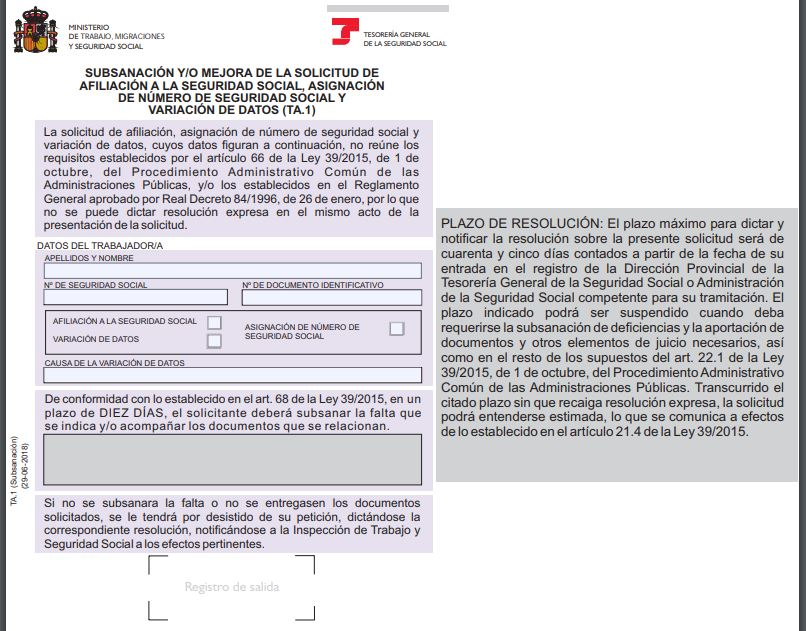 MINISTERIO
DE TRABAJO, MIGRACIONES
Y SEGURIDAD SOCIAL
TESORERÍA GENERAL
DE LA SEGURIDAD SOCIAL
SUBSANACIÓN Y/O MEJORA DE LA SOLICITUD DE
AFILIACIÓN A LA SEGURIDAD SOCIAL, ASIGNACIÓN
DE NÚMERO DE SEGURIDAD SOCIAL Y
VARIACIÓN DE DATOS (TA.1)
La solicitud de afiliación, asignación de número de seguridad social y
variación de datos, cuyos datos figuran a continuación, no reúne los
requisitos establecidos por el artículo 66 de la Ley 39/2015, de 1 de
octubre, del Procedimiento Administrativo Común de las
Administraciones Públicas, y/o los establecidos en el Reglamento
General aprobado por Real Decreto 84/1996, de 26 de enero, por lo que
no se puede dictar resolución expresa en el mismo acto de la
presentación de la solicitud.
DATOS DEL TRABAJADOR/A
APELLIDOS Y NOMBRE
Nº DE SEGURIDAD SOCIAL
Nº DE DOCUMENTO IDENTIFICATIVO
AFILIACIÓN A LA SEGURIDAD SOCIAL
VARIACIÓN DE DATOS
ASIGNACIÓN DE NÚMERO DE
SEGURIDAD SOCIAL
CAUSA DE LA VARIACIÓN DE DATOS
De conformidad con lo establecido en el art. 68 de la Ley 39/2015, en un
plazo de DIEZ DÍAS, el solicitante deberá subsanar la falta que
se indica y/o acompañar los documentos que se relacionan.
Si no se subsanara la falta o no se entregasen los documentos
solicitados, se le tendrá por desistido de su petición, dictándose la
correspondiente resolución, notificándose a la Inspección de Trabajo y
Seguridad Social a los efectos pertinentes.
Registro de salida
TA.1 (Subsanación)
(29-06-2018)
PLAZO DE RESOLUCIÓN: El plazo máximo para dictar y
notificar la resolución sobre la presente solicitud será de
cuarenta y cinco días contados a partir de la fecha de su
entrada en el registro de la Dirección Provincial de la
Tesorería General de la Seguridad Social o Administración
de la Seguridad Social competente para su tramitación. El
plazo indicado podrá ser suspendido cuando deba
requerirse la subsanación de deficiencias y la aportación de
documentos y otros elementos de juicio necesarios, así
como en el resto de los supuestos del art. 22.1 de la Ley
39/2015, de 1 de octubre, del Procedimiento Administrativo
Común de las Administraciones Públicas. Transcurrido el
citado plazo sin que recaiga resolución expresa, la solicitud
podrá entenderse estimada, lo que se comunica a efectos
de lo establecido en el artículo 21.4 de la Ley 39/2015.